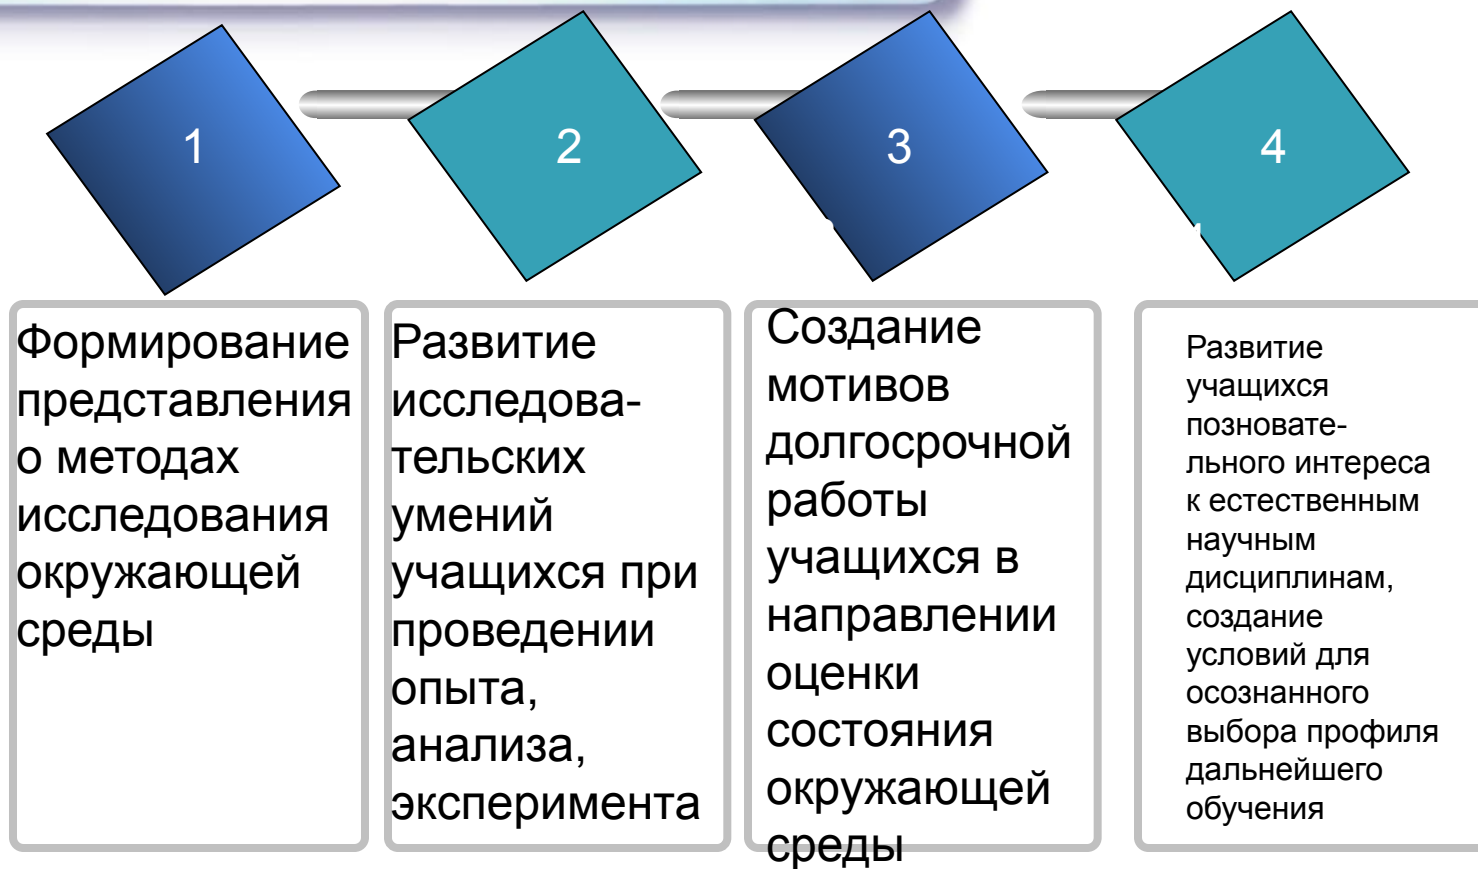 1
2
3
4
Формирование
представления
о методах
исследования
окружающей
среды
Развитие
исследова-
тельских
умений
учащихся при
проведении
опыта,
анализа,
эксперимента
Создание
мотивов
долгосрочной
работы
учащихся в
направлении
оценки
состояния
окружающей
среды
Развитие
учащихся
позновате-
льного интереса
к естественным
научным
дисциплинам,
создание
условий для
осознанного
выбора профиля
дальнейшего
обучения